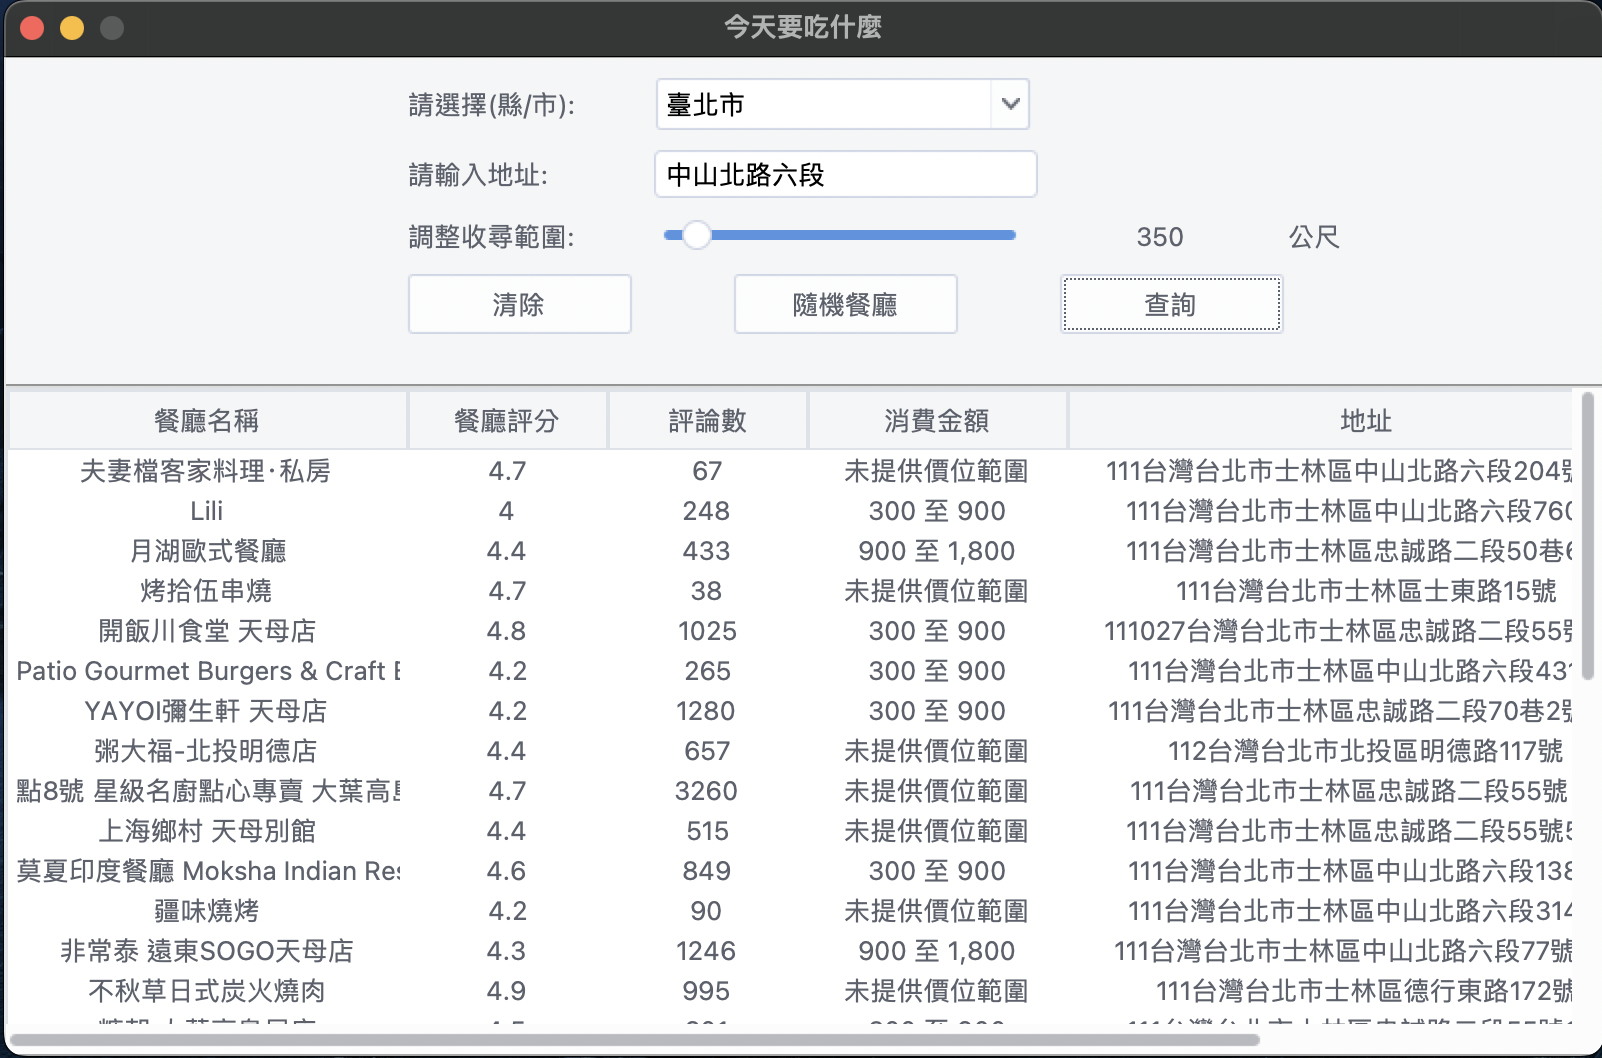 今天要吃什麼
請選擇(縣/市): 臺北市
請輸入地址: 中山北路六段
調整收尋範圍: 350 公尺
清除 隨機餐廳 查詢
餐廳名稱 餐廳評分 評論數 消費金額 地址
夫妻檔客家料理·私房 4.7 67 未提供價位範圍 111台灣台北市士林區中山北路六段204號
Lili 4 248 300 至 900 111台灣台北市士林區中山北路六段760
月湖歐式餐廳 4.4 433 900 至 1,800 111台灣台北市士林區忠誠路二段50巷6
烤拾伍串燒 4.7 38 未提供價位範圍 111台灣台北市士林區士東路15號
開飯川食堂 天母店 4.8 1025 300 至 900 111027台灣台北市士林區忠誠路二段55號
Patio Gourmet Burgers & Craft 4.2 265 300 至 900 111台灣台北市士林區中山北路六段431
YAYOI彌生軒 天母店 4.2 1280 300 至 900 111台灣台北市士林區忠誠路二段70巷2號
粥大福-北投明德店 4.4 657 未提供價位範圍 112台灣台北市北投區明德路117號
點8號 星級名廚點心專賣 大葉高島 4.7 3260 未提供價位範圍 111台灣台北市士林區忠誠路二段55號
上海鄉村 天母別館 4.4 515 未提供價位範圍 111台灣台北市士林區忠誠路二段55號5
莫夏印度餐廳 Moksha Indian Res 4.6 849 300 至 900 111台灣台北市士林區中山北路六段138
疆味燒烤 4.2 90 未提供價位範圍 111台灣台北市士林區中山北路六段314
非常泰 遠東SOGO天母店 4.3 1246 900 至 1,800 111台灣台北市士林區中山北路六段77號
不秋草日式炭火燒肉 4.9 995 未提供價位範圍 111台灣台北市士林區德行東路172號